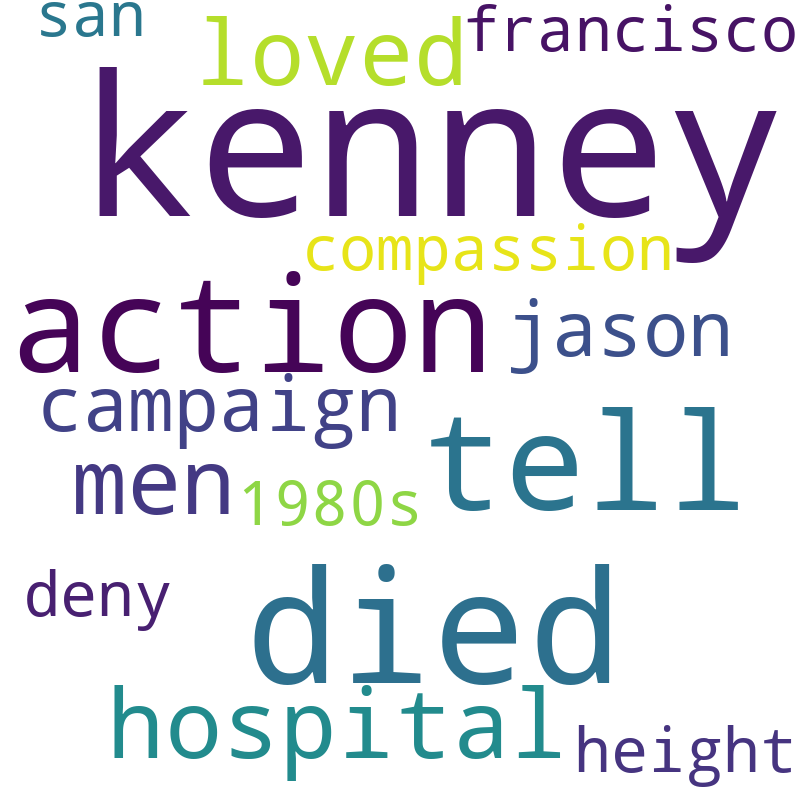 san loved francisco
kenney
compassion
action jason
campaign tell
men 1980s
deny died
hospital height